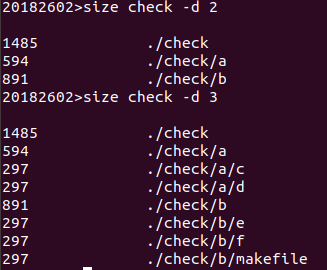 20182602>size check -d 2
1485 ./check
594 ./check/a
891 ./check/b
20182602>size check -d 3
1485 ./check
594 ./check/a
297 ./check/a/c
297 ./check/a/d
891 ./check/b
297 ./check/b/e
297 ./check/b/f
297 ./check/b/makefile